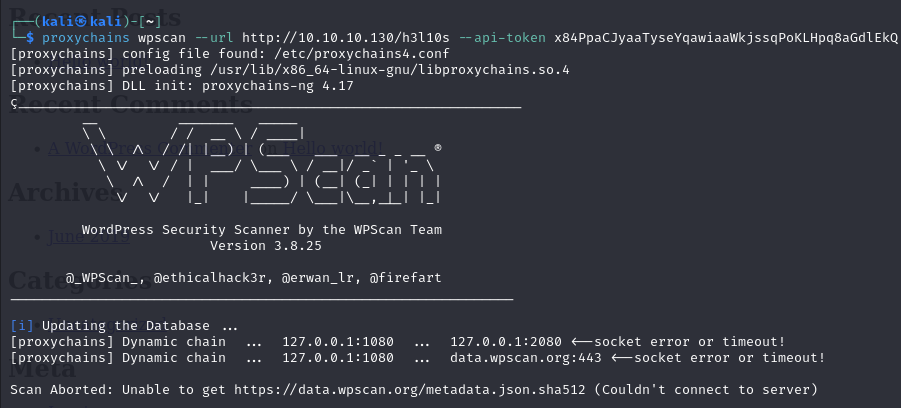 ┌──(kali㉿kali)-[~]
└─$ proxychains wpscan --url http://10.10.10.130/h3l10s --api-token x84PpaCJyaaTyseYqawiaaWkjssqPoKLHpq8aGdlEkQ
[proxychains] config file found: /etc/proxychains4.conf
[proxychains] preloading /usr/lib/x86_64-linux-gnu/libproxychains.so.4
[proxychains] DLL init: proxychains-ng 4.17
WPScan ®
WordPress Security Scanner by the WPScan Team
Version 3.8.25
@_WPScan_, @ethicalhack3r, @erwan_lr, @firefart
[i] Updating the Database ...
[proxychains] Dynamic chain ... 127.0.0.1:1080 ... 127.0.0.1:2080 <--socket error or timeout!
[proxychains] Dynamic chain ... 127.0.0.1:1080 ... data.wpscan.org:443 <--socket error or timeout!
Scan Aborted: Unable to get https://data.wpscan.org/metadata.json.sha512 (Couldn't connect to server)
Recent Posts
Recent Comments
A WordPress Commenter on Hello world!
Archives
June 2019
Categories
Meta